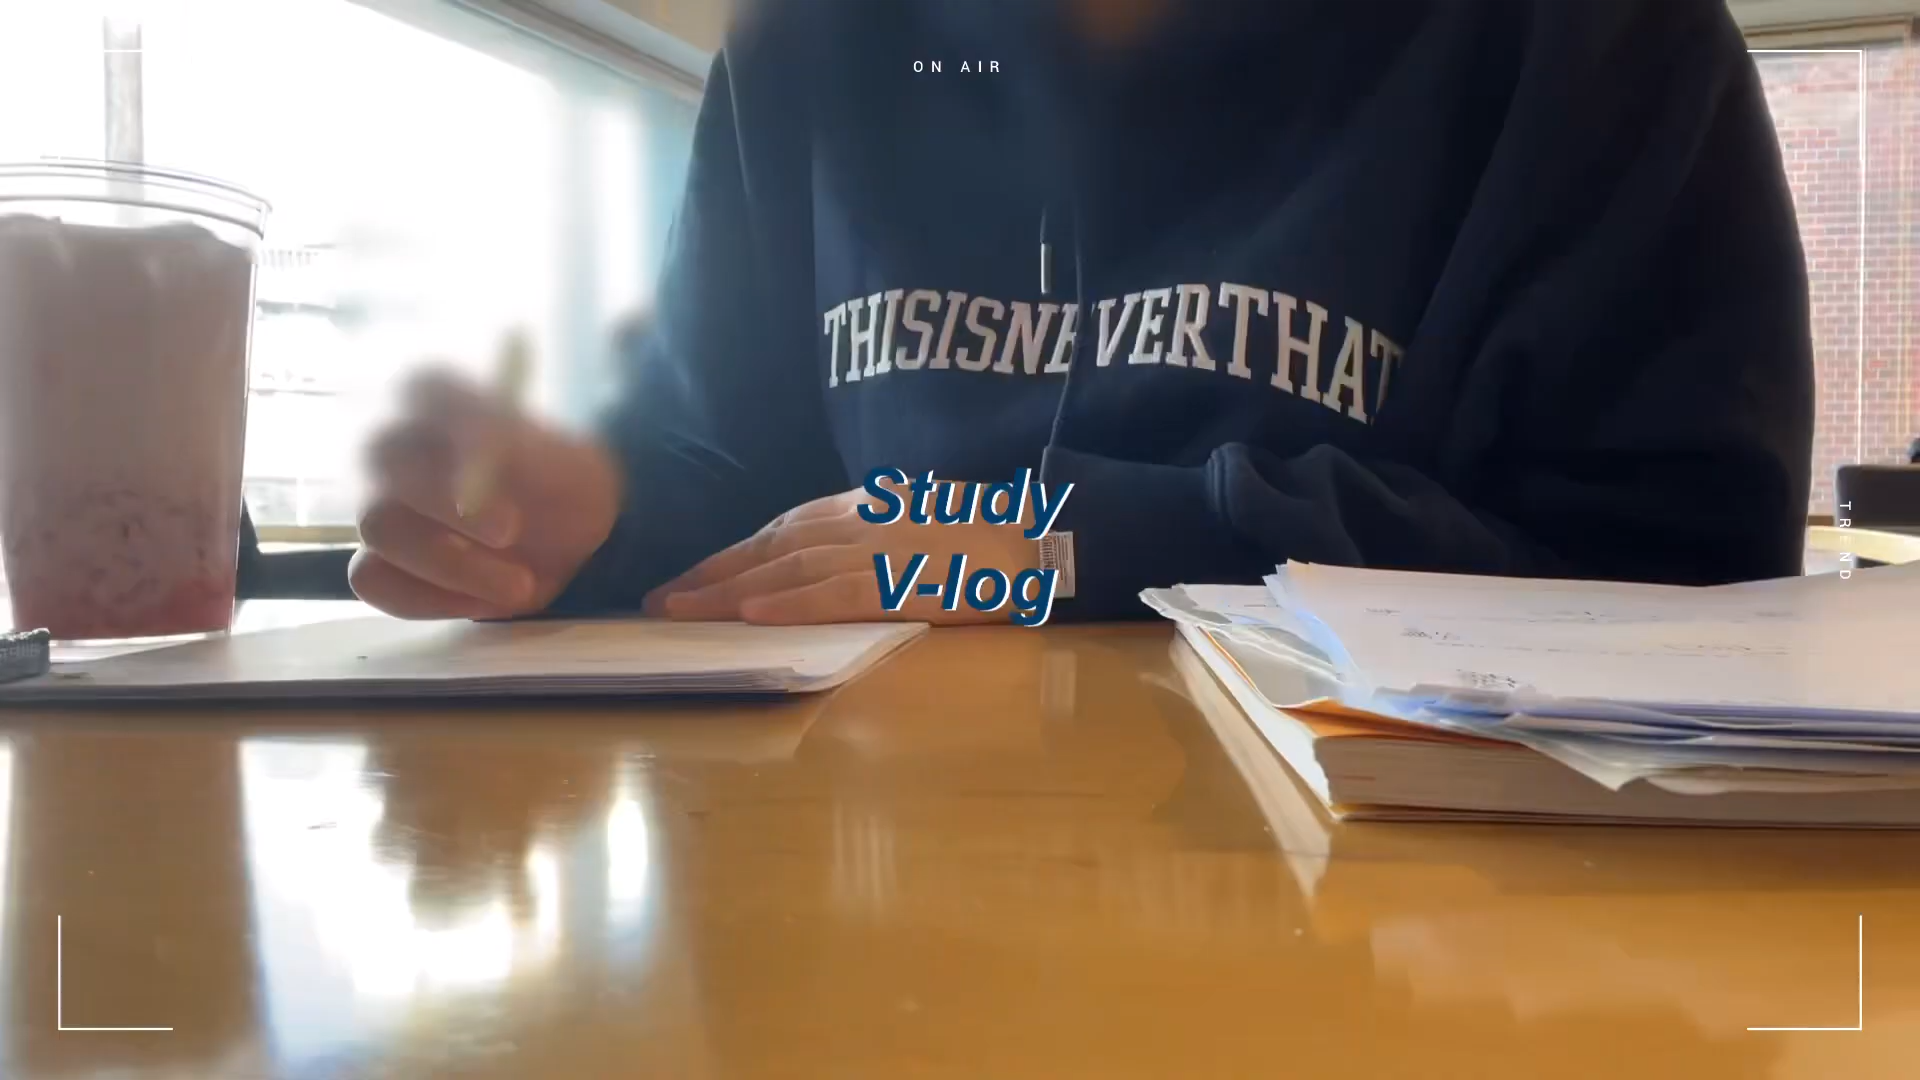 ON AIR
THISISNEVERTHAT
Study
V-log
TREND